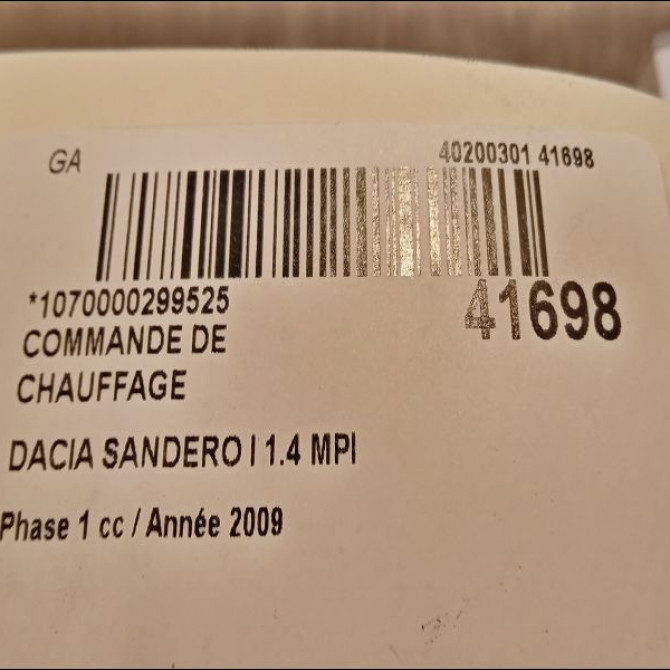 GA
40200301 41698
*1070000299525
41698
COMMANDE DE
CHAUFFAGE
DACIA SANDERO I 1.4 MPI
Phase 1 cc / Année 2009